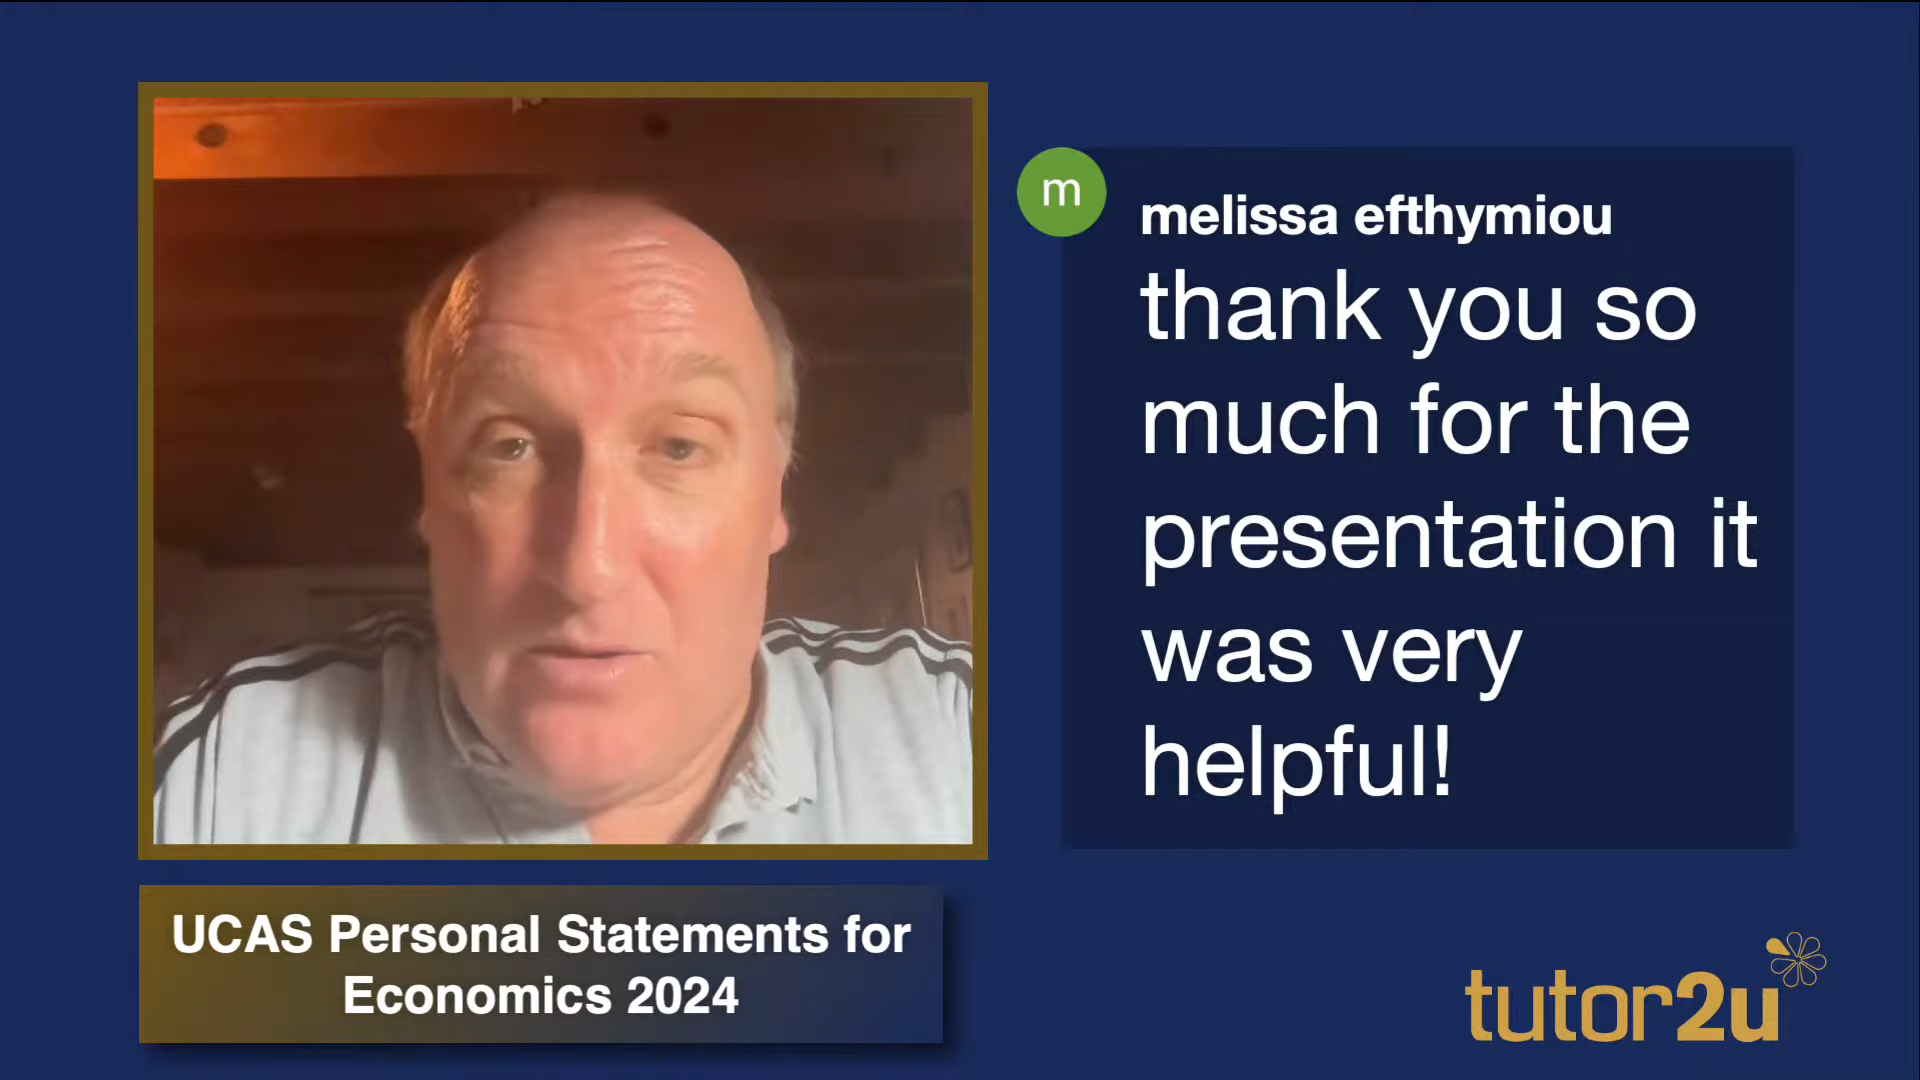 m
melissa efthymiou
thank you so
much for the
presentation it
was very
helpful!
UCAS Personal Statements for
Economics 2024
tutor2u